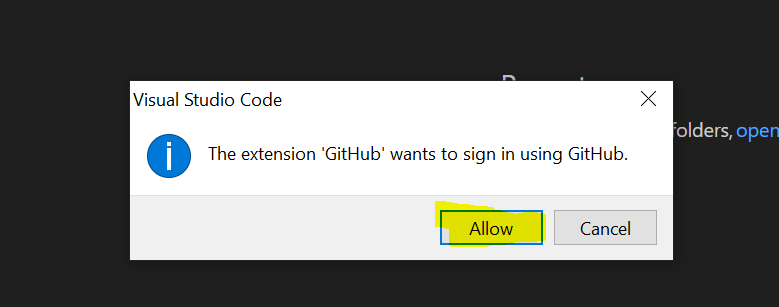 Visual Studio Code
folders, open
The extension 'GitHub' wants to sign in using GitHub.
Allow
Cancel